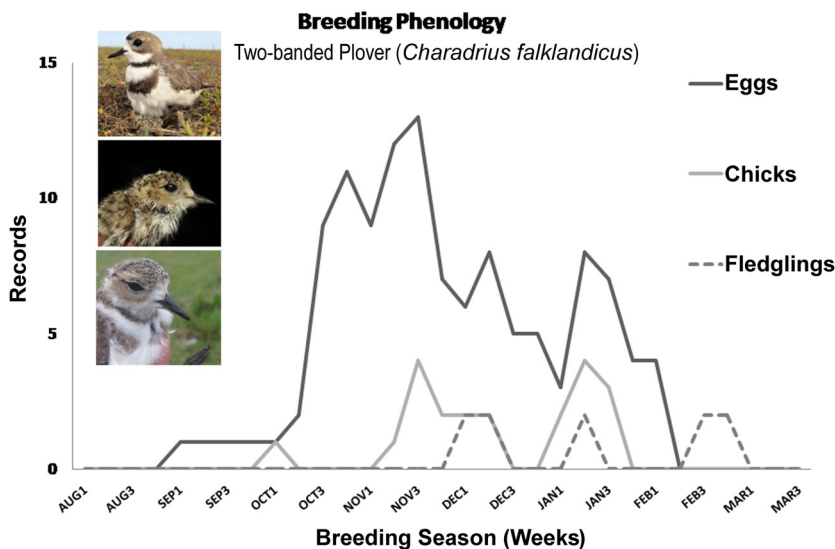 Breeding Phenology
Two-banded Plover (Charadrius falklandicus)
15
10
5
0
Records
Eggs
Chicks
Fledglings
AUG1 AUG3 SEP1 SEP3 OCT1 OCT3 NOV1 NOV3 DEC1 DEC3 JAN1 JAN3 FEB1 FEB3 MAR1 MAR3
Breeding Season (Weeks)